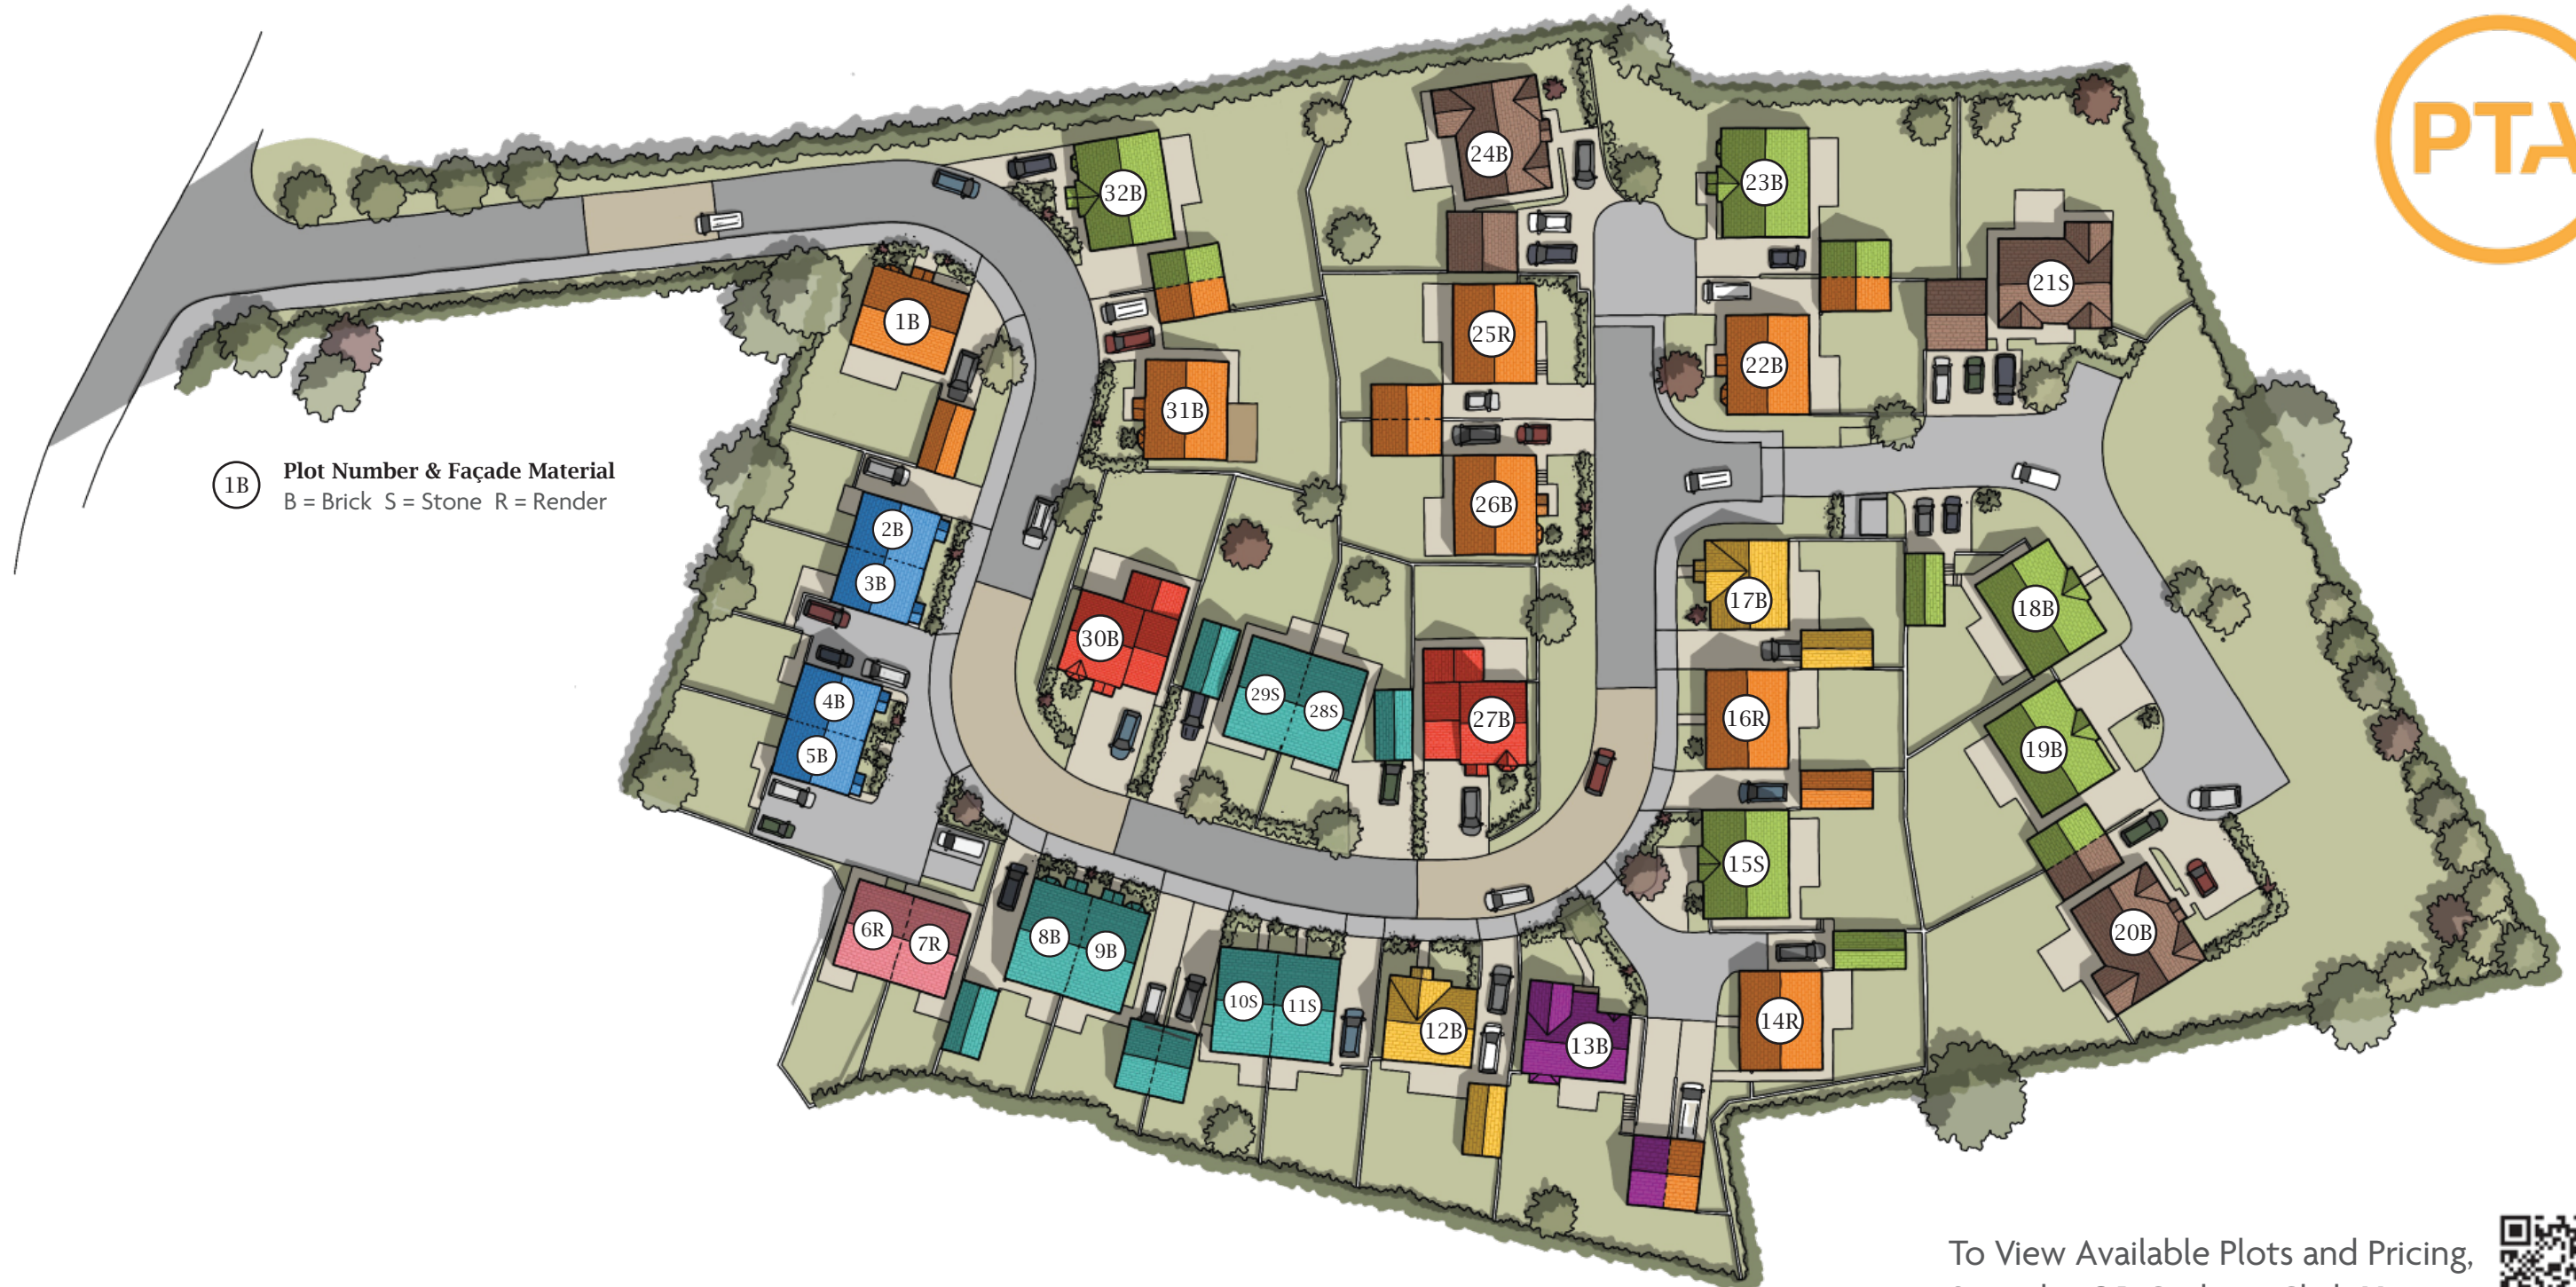 PTA
32B
24B
23B
21S
1B
25R
22B
31B
1B Plot Number & Façade Material
B = Brick S = Stone R = Render
2B
3B
26B
17B
18B
30B
4B
5B
29S
28S
27B
16R
19B
15S
6R
7R
8B
9B
10S
11S
12B
13B
14R
20B
To View Available Plots and Pricing,